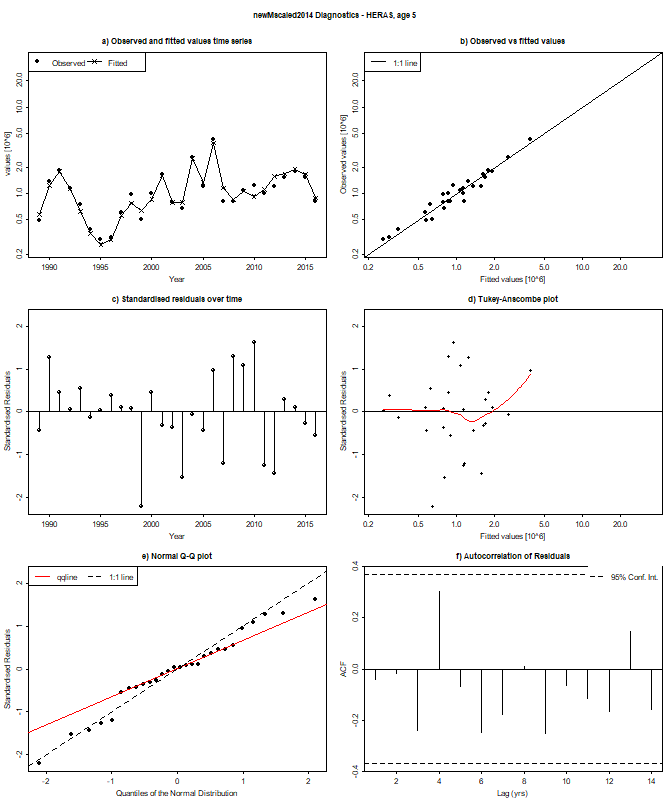 newMscaled2014 Diagnostics - HERAS, age 5
a) Observed and fitted values time series
values [10^6]
0.2 0.5 1.0 2.0 5.0 10.0 20.0
Observed Fitted
1990 1995 2000 2005 2010 2015
Year
b) Observed vs fitted values
Observed values [10^6]
0.2 0.5 1.0 2.0 5.0 10.0 20.0
1:1 line
0.2 0.5 1.0 2.0 5.0 20.0
Fitted values [10^6]
c) Standardised residuals over time
Standardised Residuals
-2 -1 0 1 2
1990 1995 2000 2005 2010 2015
Year
d) Tukey-Anscombe plot
Standardised Residuals
-2 -1 0 1 2
0.2 0.5 1.0 2.0 5.0 20.0
Fitted values [10^6]
e) Normal Q-Q plot
Standardised Residuals
-2 -1 0 1 2
qqline 1:1 line
-2 -1 0 1 2
Quantiles of the Normal Distribution
f) Autocorrelation of Residuals
ACF
-0.4 -0.2 0.0 0.2 0.4
95% Conf. Int.
2 4 6 8 10 12 14
Lag (yrs)